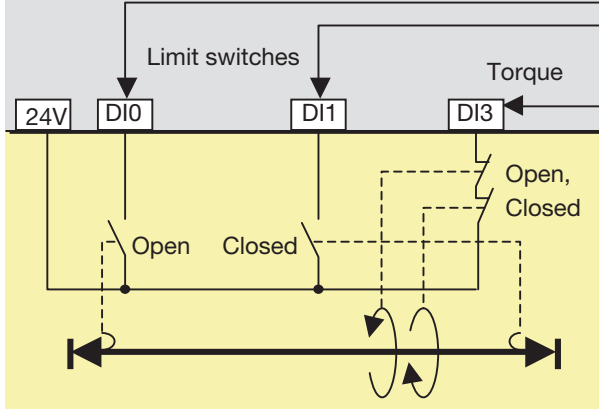 Limit switches
Torque
24V
DI0
DI1
DI3
Open,
Closed
Open
Closed